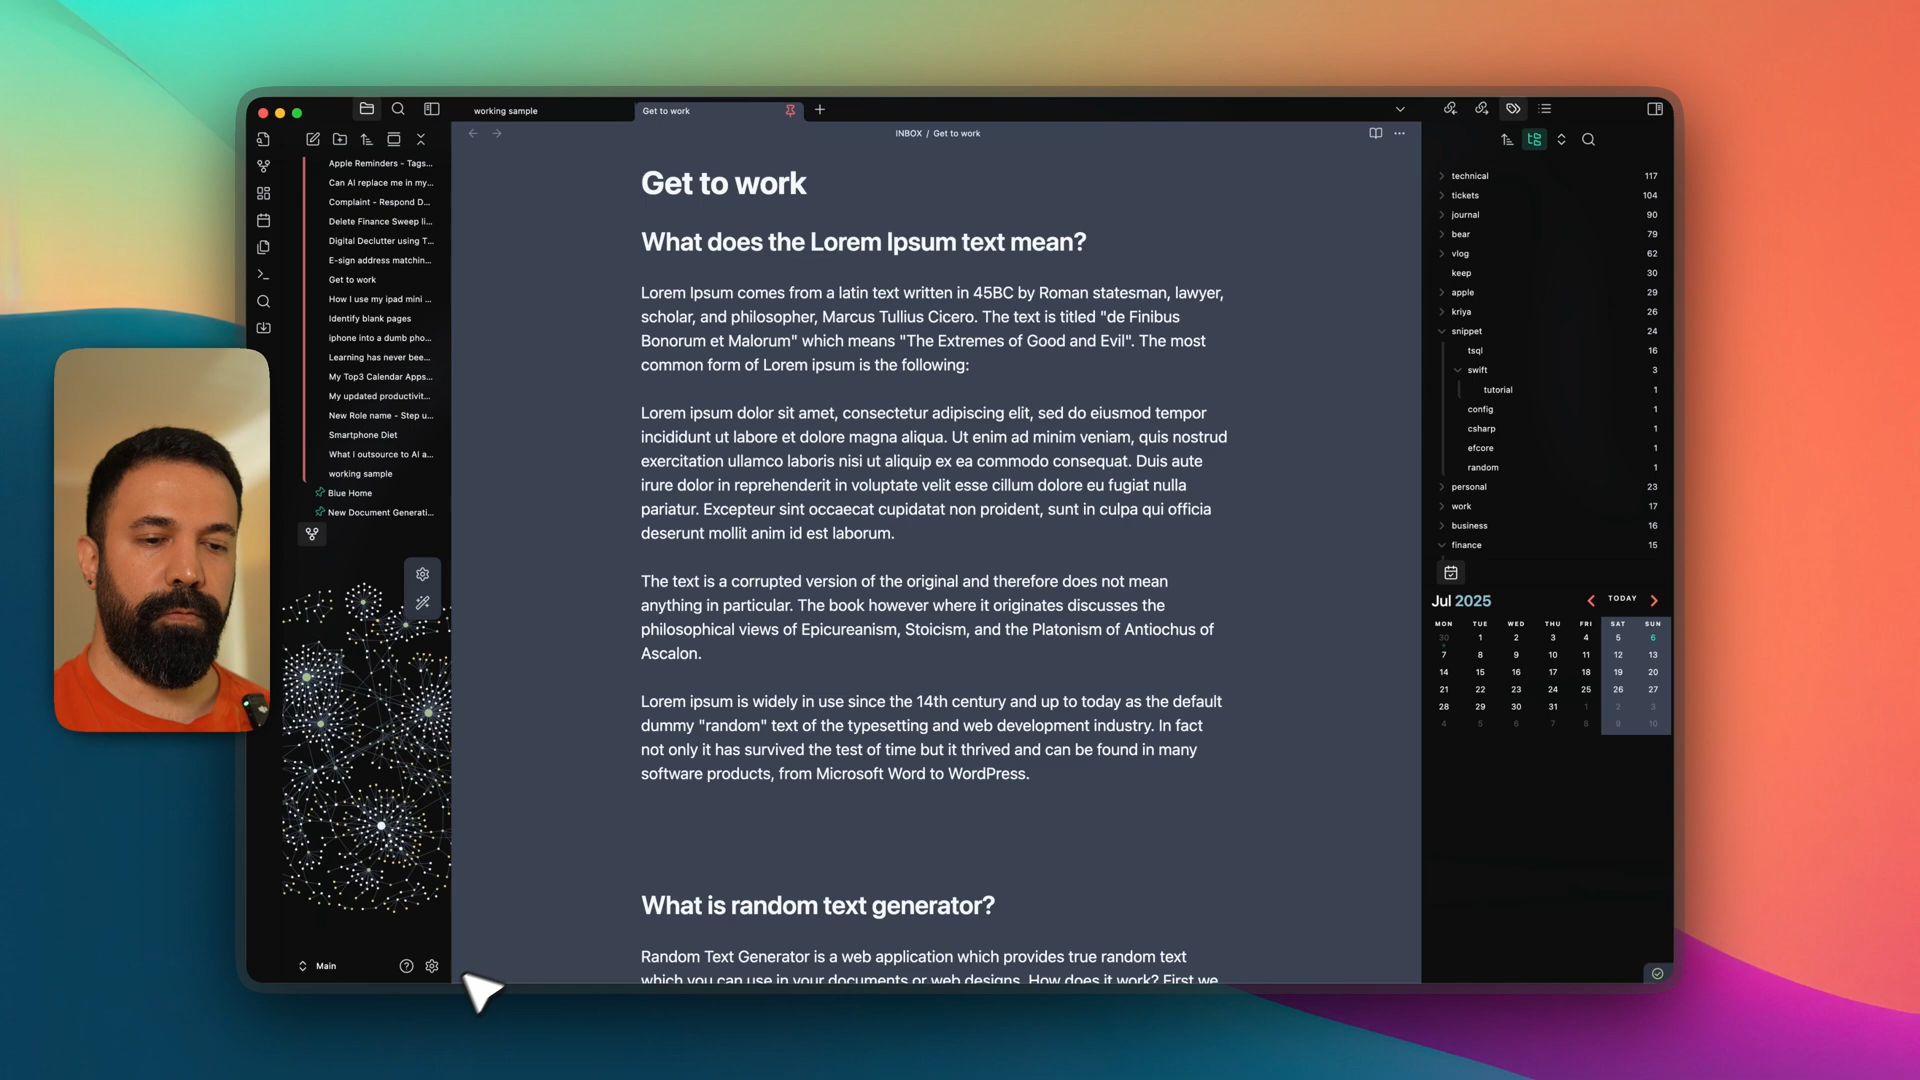 working sample
Get to work
INBOX / Get to work
Apple Reminders - Tags...
Can AI replace me in my...
Complaint - Respond D...
Delete Finance Sweep li...
Digital Declutter using T...
E-sign address matchin...
Get to work
How I use my ipad mini ...
Identify blank pages
iphone into a dumb pho...
Learning has never bee...
My Top3 Calendar Apps...
My updated productivit...
New Role name - Step u...
Smartphone Diet
What I outsource to AI a...
working sample
Blue Home
New Document Generati...
Main
Get to work
What does the Lorem Ipsum text mean?
Lorem Ipsum comes from a latin text written in 45BC by Roman statesman, lawyer,
scholar, and philosopher, Marcus Tullius Cicero. The text is titled "de Finibus
Bonorum et Malorum" which means "The Extremes of Good and Evil". The most
common form of Lorem ipsum is the following:
Lorem ipsum dolor sit amet, consectetur adipiscing elit, sed do eiusmod tempor
incididunt ut labore et dolore magna aliqua. Ut enim ad minim veniam, quis nostrud
exercitation ullamco laboris nisi ut aliquip ex ea commodo consequat. Duis aute
irure dolor in reprehenderit in voluptate velit esse cillum dolore eu fugiat nulla
pariatur. Excepteur sint occaecat cupidatat non proident, sunt in culpa qui officia
deserunt mollit anim id est laborum.
The text is a corrupted version of the original and therefore does not mean
anything in particular. The book however where it originates discusses the
philosophical views of Epicureanism, Stoicism, and the Platonism of Antiochus of
Ascalon.
Lorem ipsum is widely in use since the 14th century and up to today as the default
dummy "random" text of the typesetting and web development industry. In fact
not only it has survived the test of time but it thrived and can be found in many
software products, from Microsoft Word to WordPress.
What is random text generator?
Random Text Generator is a web application which provides true random text
which you can use in your documents or web designs. How does it work? First we
technical 117
tickets 104
journal 90
bear 79
vlog 62
keep 30
apple 29
kriya 26
snippet 24
tsql 16
swift 3
tutorial 1
config 1
csharp 1
efcore 1
random 1
personal 23
work 17
business 16
finance 15
Jul 2025 TODAY
MON TUE WED THU FRI SAT SUN
30 1 2 3 4 5 6
7 8 9 10 11 12 13
14 15 16 17 18 19 20
21 22 23 24 25 26 27
28 29 30 31 1 2 3
4 5 6 7 8 9 10